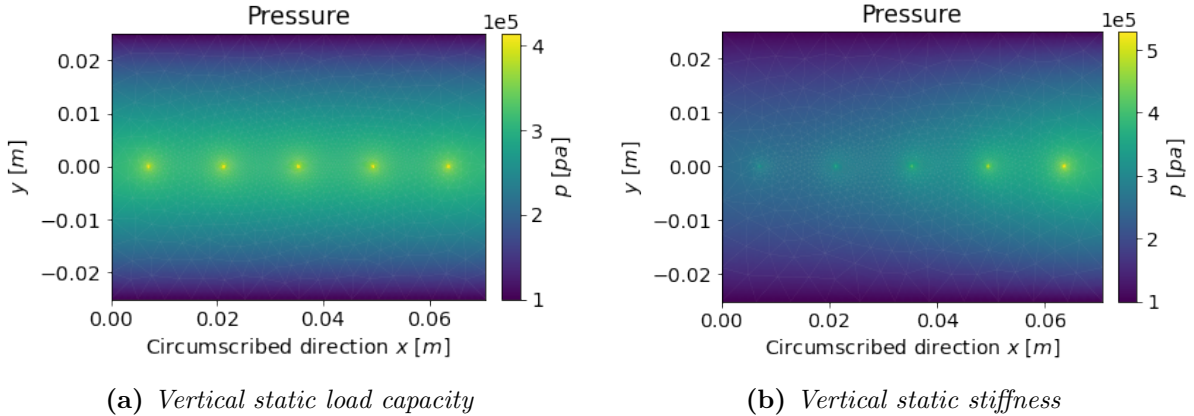 Pressure
1e5
0.02
0.01
0.00
−0.01
−0.02
y [m]
0.00
0.02
0.04
0.06
Circumscribed direction x [m]
4
3
2
1
p [pa]
(a) Vertical static load capacity
Pressure
1e5
0.02
0.01
0.00
−0.01
−0.02
y [m]
0.00
0.02
0.04
0.06
Circumscribed direction x [m]
5
4
3
2
1
p [pa]
(b) Vertical static stiffness